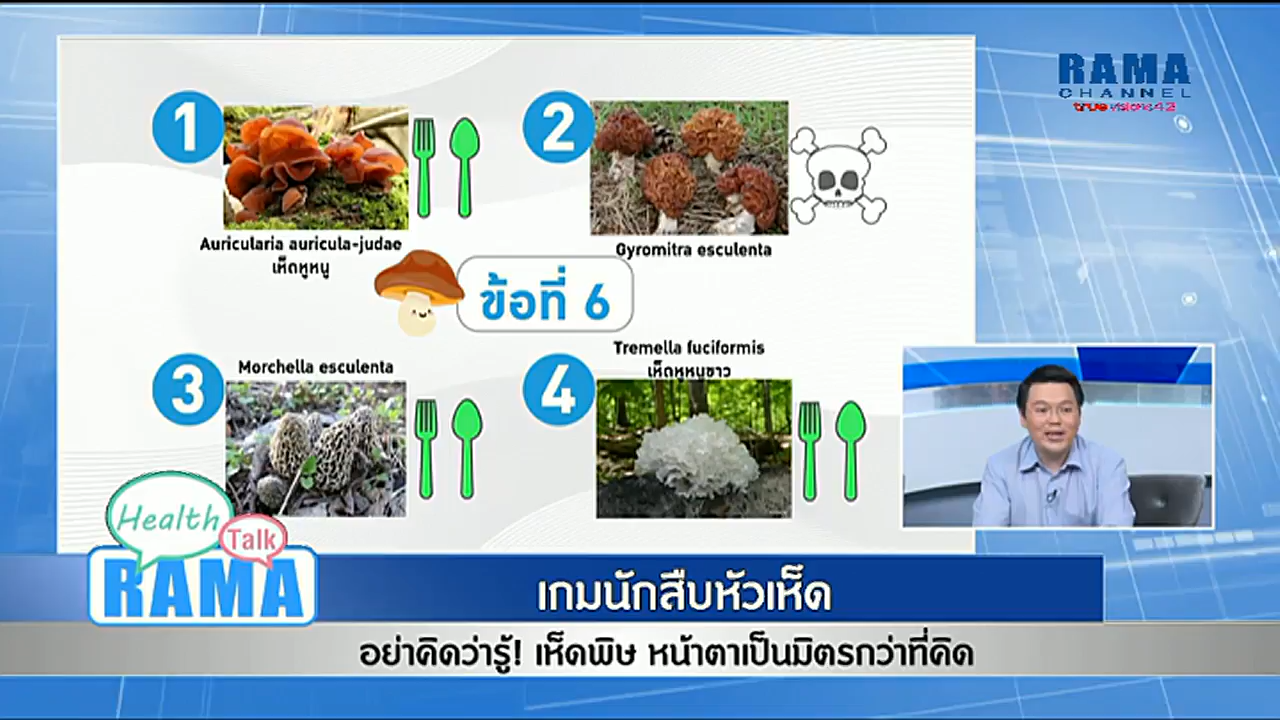 RAMA
CHANNEL
true visions 42
1
2
Auricularia auricula-judae
เห็ดหูหนู
Gyromitra esculenta
ข้อที่ 6
3
Morchella esculenta
4
Tremella fuciformis
เห็ดหูหนูขาว
Health
Talk
RAMA
เกมนักสืบหัวเห็ด
อย่าคิดว่ารู้! เห็ดพิษ หน้าตาเป็นมิตรกว่าที่คิด